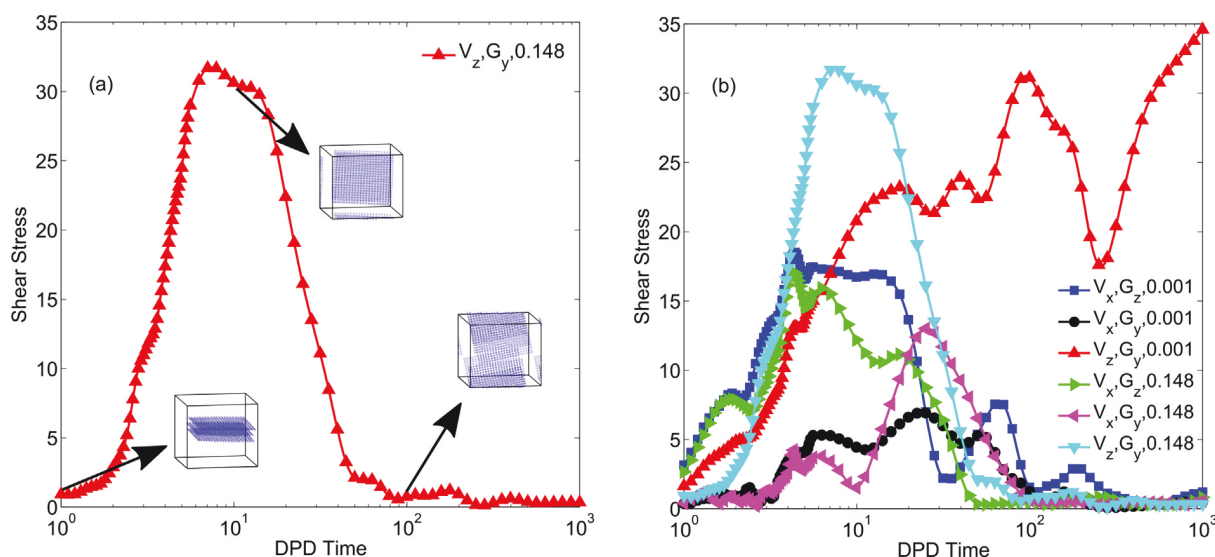 35
30
25
20
15
10
5
0
Shear Stress
(a)
V_z,G_y,0.148
10^0
10^1
10^2
10^3
DPD Time
35
30
25
20
15
10
5
0
Shear Stress
(b)
V_x,G_z,0.001
V_x,G_y,0.001
V_z,G_y,0.001
V_x,G_z,0.148
V_x,G_y,0.148
V_z,G_y,0.148
10^0
10^1
10^2
10^3
DPD Time